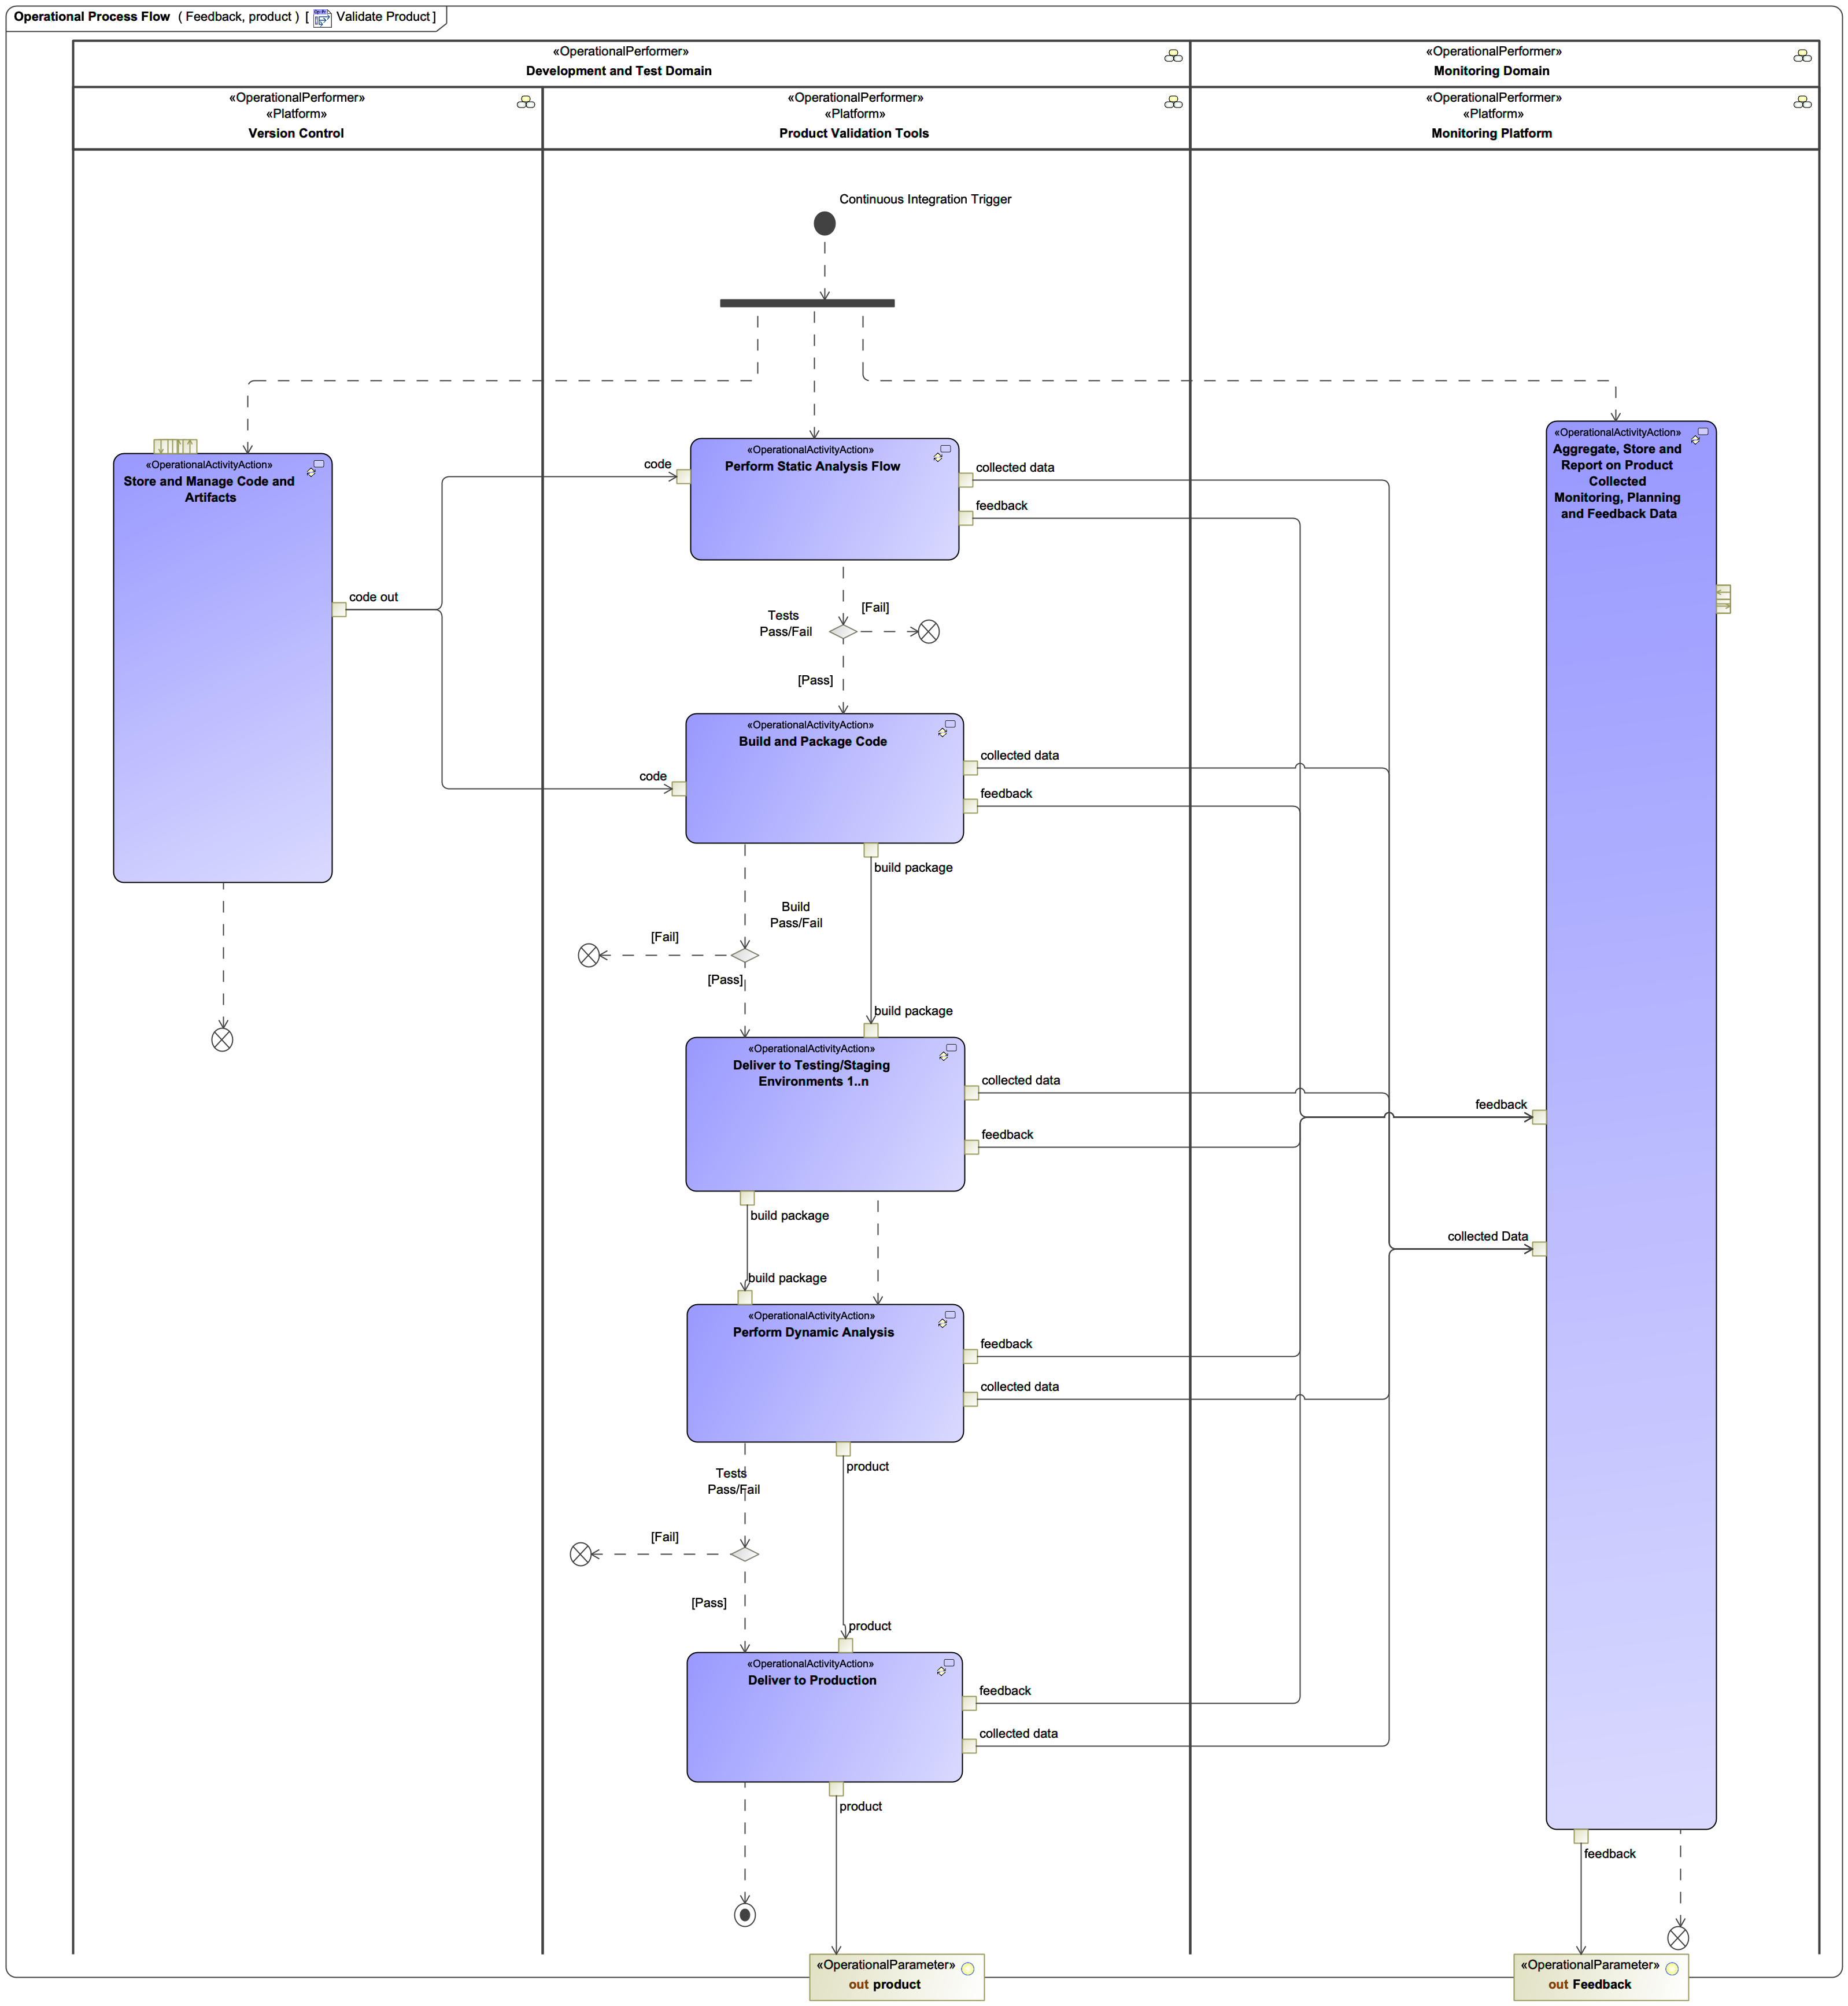 Operational Process Flow ( Feedback, product ) [ Validate Product ]
«OperationalPerformer»
Development and Test Domain
«OperationalPerformer»
Monitoring Domain
«OperationalPerformer»
«Platform»
Version Control
«OperationalPerformer»
«Platform»
Product Validation Tools
«OperationalPerformer»
«Platform»
Monitoring Platform
Continuous Integration Trigger
«OperationalActivityAction»
Store and Manage Code and
Artifacts
code out
code
«OperationalActivityAction»
Perform Static Analysis Flow
collected data
feedback
«OperationalActivityAction»
Aggregate, Store and
Report on Product
Collected
Monitoring, Planning
and Feedback Data
Tests
Pass/Fail
[Fail]
[Pass]
code
«OperationalActivityAction»
Build and Package Code
collected data
feedback
build package
Build
Pass/Fail
[Fail]
[Pass]
build package
«OperationalActivityAction»
Deliver to Testing/Staging
Environments 1..n
collected data
feedback
feedback
build package
collected Data
build package
«OperationalActivityAction»
Perform Dynamic Analysis
feedback
collected data
product
Tests
Pass/Fail
[Fail]
[Pass]
product
«OperationalActivityAction»
Deliver to Production
feedback
collected data
product
feedback
«OperationalParameter»
out product
«OperationalParameter»
out Feedback